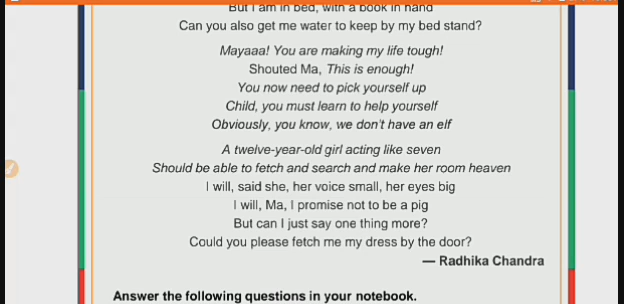 But I am in bed, with a book in hand
Can you also get me water to keep by my bed stand?
Mayaaa! You are making my life tough!
Shouted Ma, This is enough!
You now need to pick yourself up
Child, you must learn to help yourself
Obviously, you know, we don't have an elf
A twelve-year-old girl acting like seven
Should be able to fetch and search and make her room heaven
I will, said she, her voice small, her eyes big
I will, Ma, I promise not to be a pig
But can I just say one thing more?
Could you please fetch me my dress by the door?
— Radhika Chandra
Answer the following questions in your notebook.